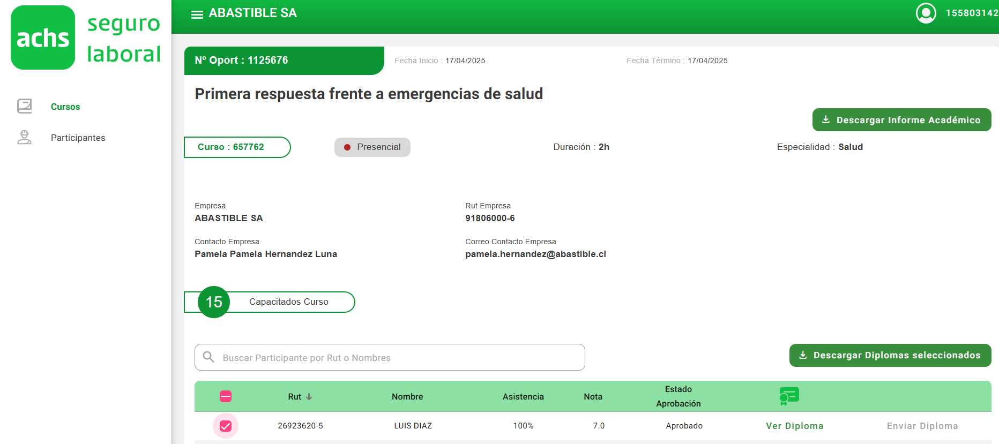 achs
seguro
laboral
ABASTIBLE SA
155803142
Nº Oport : 1125676
Fecha Inicio : 17/04/2025
Fecha Término : 17/04/2025
Primera respuesta frente a emergencias de salud
Cursos
Participantes
Descargar Informe Académico
Curso : 657762
Presencial
Duración : 2h
Especialidad : Salud
Empresa
ABASTIBLE SA
Rut Empresa
91806000-6
Contacto Empresa
Pamela Pamela Hernandez Luna
Correo Contacto Empresa
pamela.hernandez@abastible.cl
15 Capacitados Curso
Buscar Participante por Rut o Nombres
Descargar Diplomas seleccionados
Rut Nombre Asistencia Nota Estado Aprobación
26923620-5 LUIS DIAZ 100% 7.0 Aprobado Ver Diploma Enviar Diploma